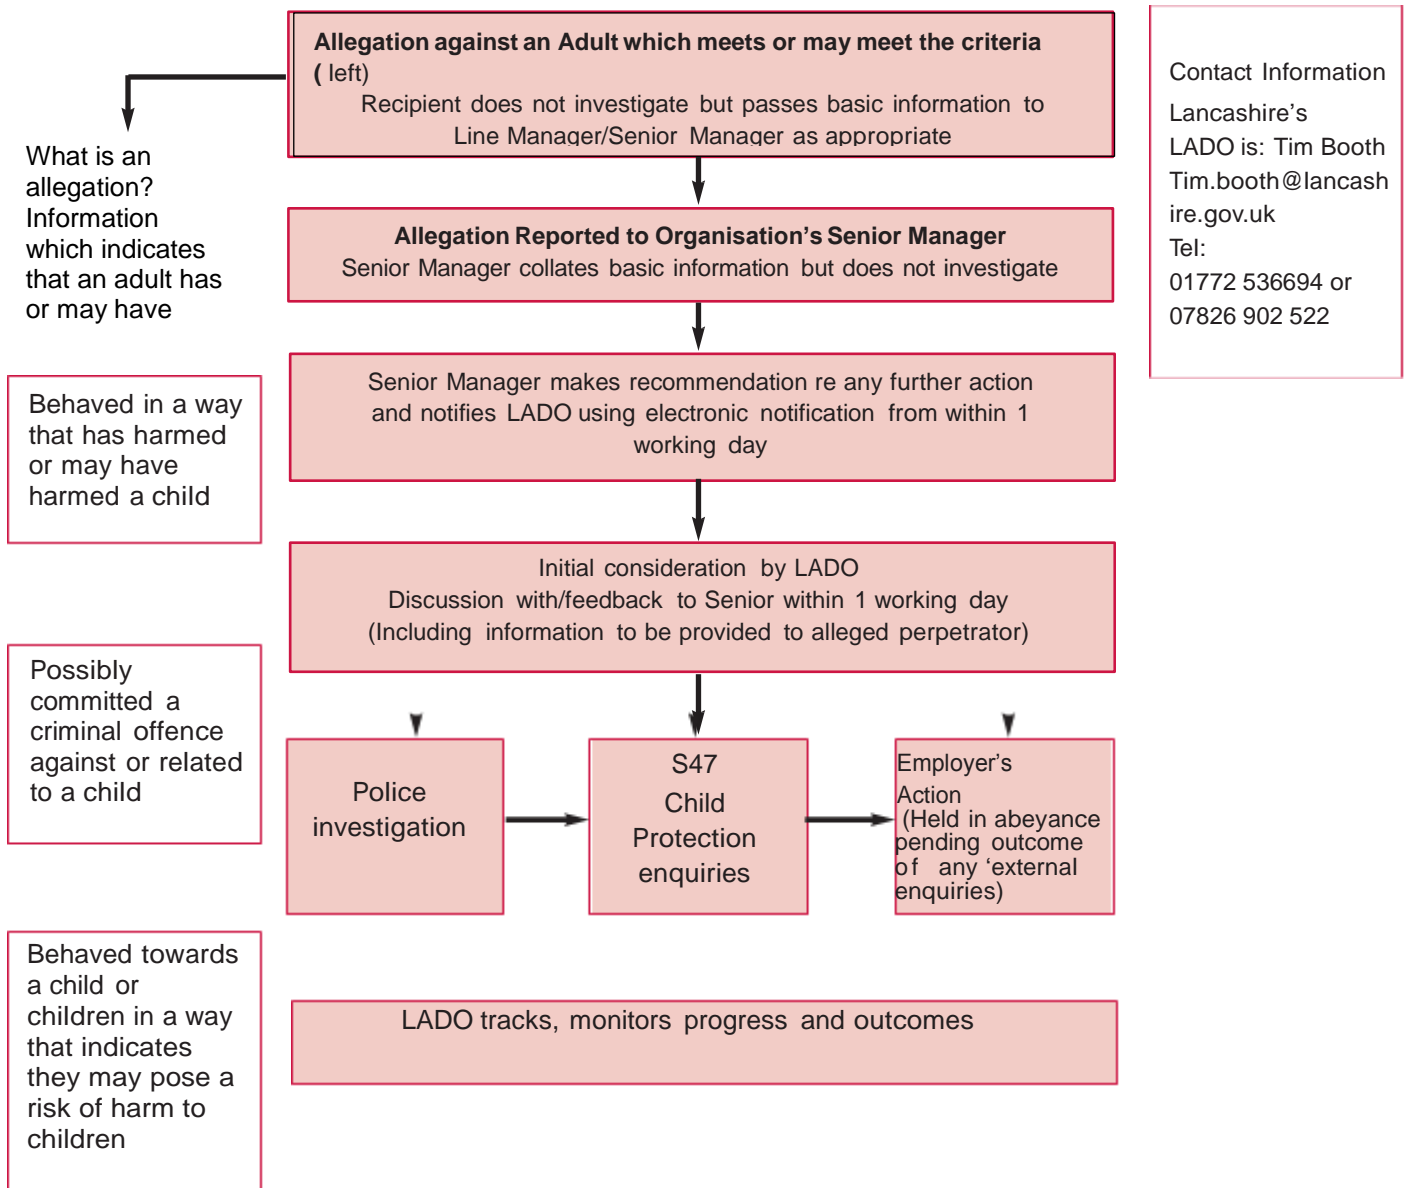 Allegation against an Adult which meets or may meet the criteria
( left)
Recipient does not investigate but passes basic information to
Line Manager/Senior Manager as appropriate
What is an
allegation?
Information
which indicates
that an adult has
or may have
Allegation Reported to Organisation's Senior Manager
Senior Manager collates basic information but does not investigate
Senior Manager makes recommendation re any further action
and notifies LADO using electronic notification from within 1
working day
Behaved in a way
that has harmed
or may have
harmed a child
Initial consideration by LADO
Discussion with/feedback to Senior within 1 working day
(Including information to be provided to alleged perpetrator)
Possibly
committed a
criminal offence
against or related
to a child
Police
investigation
S47
Child
Protection
enquiries
Employer's
Action
(Held in abeyance
pending outcome
of any 'external
enquiries)
Behaved towards
a child or
children in a way
that indicates
they may pose a
risk of harm to
children
LADO tracks, monitors progress and outcomes
Contact Information
Lancashire's
LADO is: Tim Booth
Tim.booth@lancash
ire.gov.uk
Tel:
01772 536694 or
07826 902 522